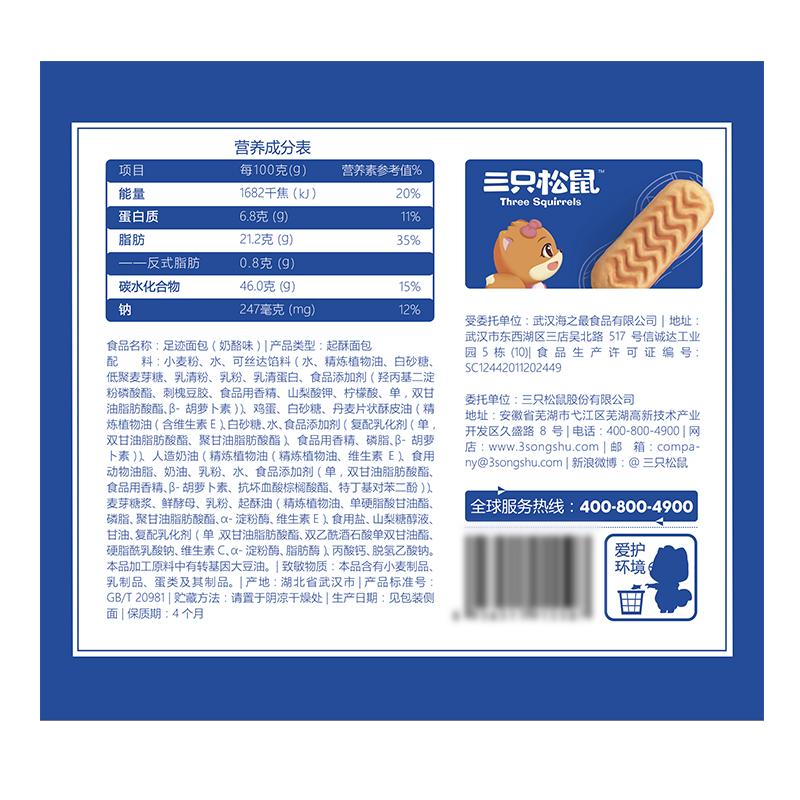 营养成分表
项目 每100克(g) 营养素参考值%
能量 1682千焦(kJ) 20%
蛋白质 6.8克(g) 11%
脂肪 21.2克(g) 35%
——反式脂肪 0.8克(g)
碳水化合物 46.0克(g) 15%
钠 247毫克(mg) 12%
食品名称：足迹面包(奶酪味)|产品类型：起酥面包
配 料：小麦粉、水、可丝达馅料(水、精炼植物油、白砂糖、
低聚麦芽糖、乳清粉、乳粉、乳清蛋白、食品添加剂(羟丙基二淀
粉磷酸酯、刺槐豆胶、食品用香精、山梨酸钾、柠檬酸、单,双甘
油脂肪酸酯、β-胡萝卜素))、鸡蛋、白砂糖、丹麦片状酥皮油(精
炼植物油(含维生素E)、白砂糖、水、食品添加剂(复配乳化剂(单,
双甘油脂肪酸酯、聚甘油脂肪酸酯)、食品用香精、磷脂、β-胡萝
卜素))、人造奶油(精炼植物油(精炼植物油、维生素E)、食用
动物油脂、奶油、乳粉、水、食品添加剂(单,双甘油脂肪酸酯、
食品用香精、β-胡萝卜素、抗坏血酸棕榈酸酯、特丁基对苯二酚))、
麦芽糖浆、鲜酵母、乳粉、起酥油(精炼植物油、单硬脂酸甘油酯、
磷脂、聚甘油脂肪酸酯、α-淀粉酶、维生素E)、食用盐、山梨糖醇液、
甘油、复配乳化剂(单,双甘油脂肪酸酯、双乙酰酒石酸单双甘油酯、
硬脂酰乳酸钠、维生素C、α-淀粉酶、脂肪酶)、丙酸钙、脱氢乙酸钠。
本品加工原料中有转基因大豆油。|致敏物质：本品含有小麦制品、
乳制品、蛋类及其制品。|产地：湖北省武汉市|产品标准号：
GB/T 20981|贮藏方法：请置于阴凉干燥处|生产日期：见包装侧
面|保质期：4个月
三只松鼠™
Three Squirrels
受委托单位：武汉海之最食品有限公司|地址：
武汉市东西湖区三店吴北路 517 号信诚达工业
园5栋(10)|食品生产许可证编号：
SC12442011202449
委托单位：三只松鼠股份有限公司
地址：安徽省芜湖市弋江区芜湖高新技术产业
开发区久盛路 8 号|电话：400-800-4900|网
店：www.3songshu.com|邮 箱：compa-
ny@3songshu.com|新浪微博：@三只松鼠
全球服务热线：400-800-4900
爱护
环境